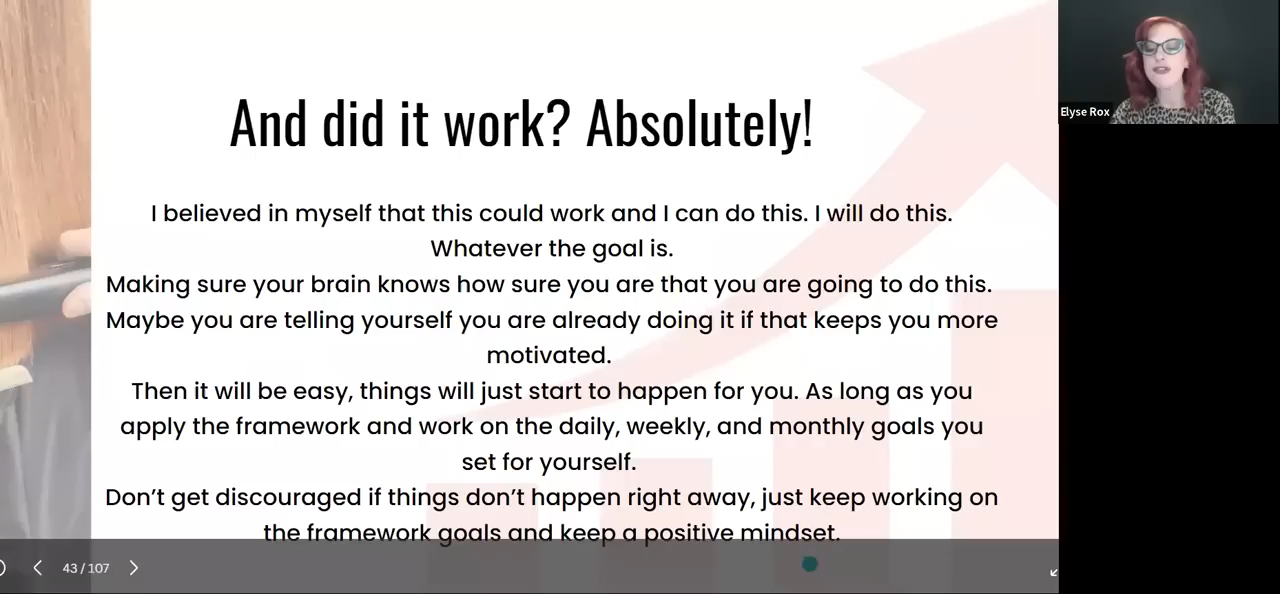 And did it work? Absolutely!
I believed in myself that this could work and I can do this. I will do this.
Whatever the goal is.
Making sure your brain knows how sure you are that you are going to do this.
Maybe you are telling yourself you are already doing it if that keeps you more
motivated.
Then it will be easy, things will just start to happen for you. As long as you
apply the framework and work on the daily, weekly, and monthly goals you
set for yourself.
Don’t get discouraged if things don’t happen right away, just keep working on
the framework goals and keep a positive mindset.
43 / 107
Elyse Rox